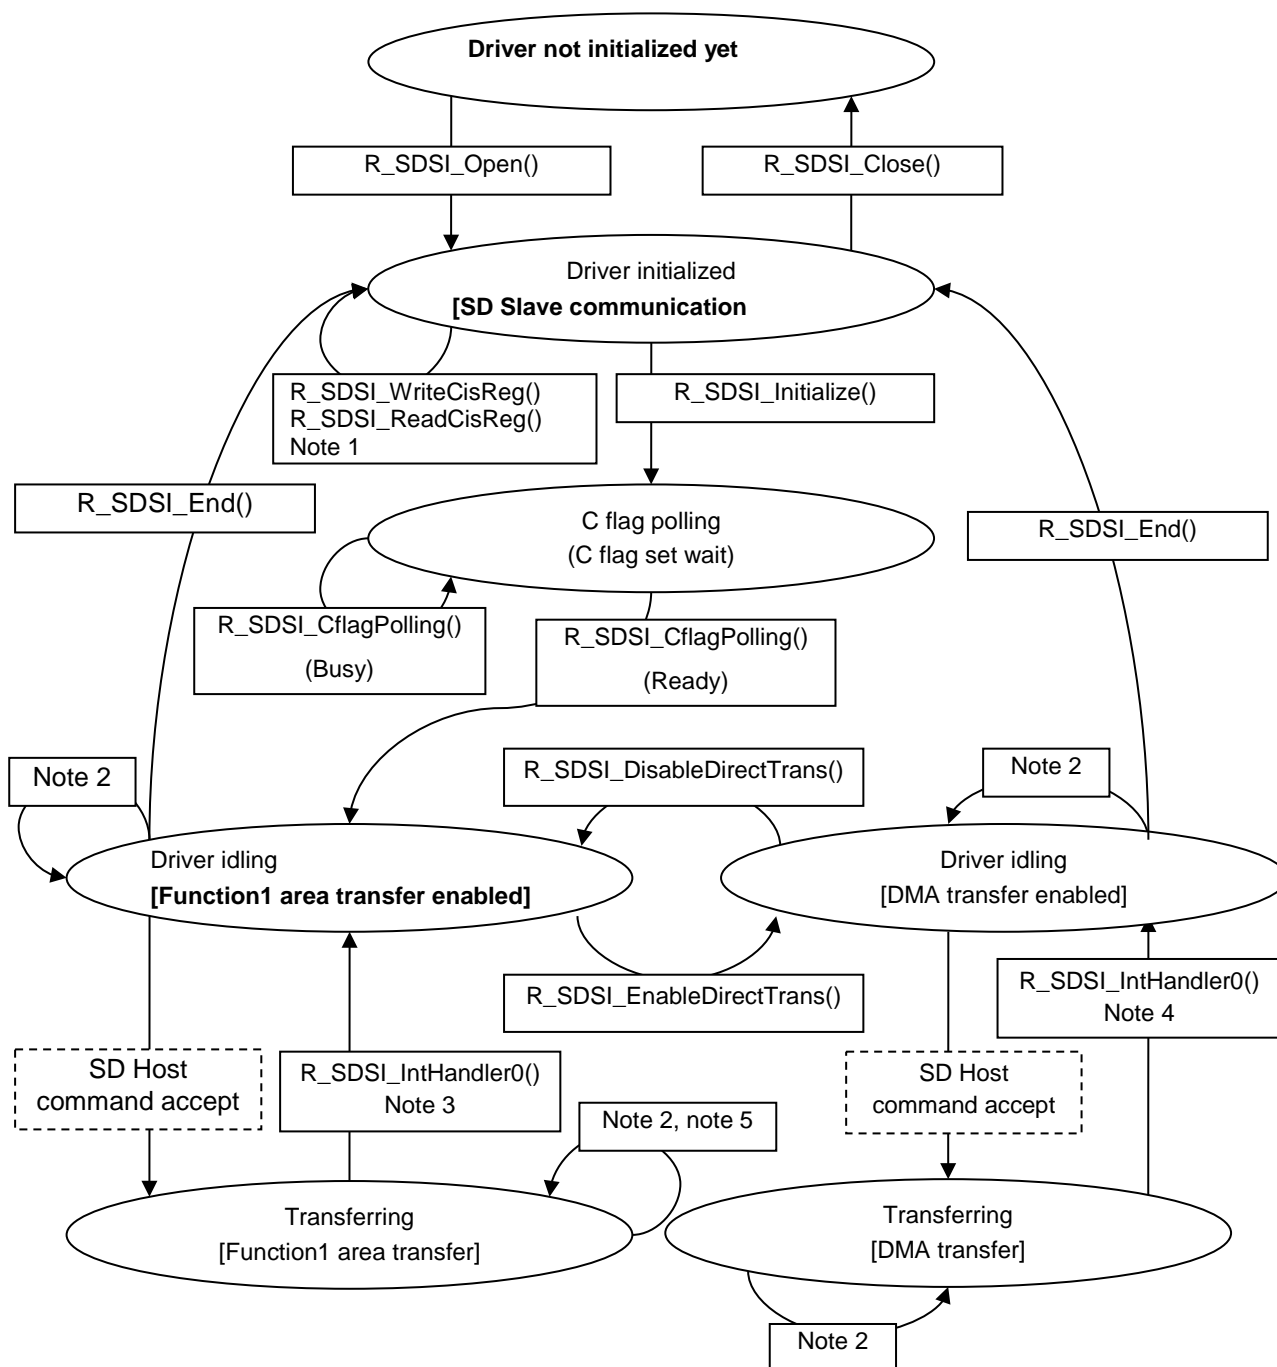 Driver not initialized yet
R_SDSI_Open()
R_SDSI_Close()
Driver initialized
[SD Slave communication
R_SDSI_WriteCisReg()
R_SDSI_ReadCisReg()
Note 1
R_SDSI_Initialize()
R_SDSI_End()
C flag polling
(C flag set wait)
R_SDSI_End()
R_SDSI_CflagPolling()
(Busy)
R_SDSI_CflagPolling()
(Ready)
Note 2
R_SDSI_DisableDirectTrans()
Note 2
Driver idling
[Function1 area transfer enabled]
Driver idling
[DMA transfer enabled]
R_SDSI_EnableDirectTrans()
R_SDSI_IntHandler0()
Note 4
SD Host
command accept
R_SDSI_IntHandler0()
Note 3
SD Host
command accept
Note 2, note 5
Transferring
[Function1 area transfer]
Transferring
[DMA transfer]
Note 2